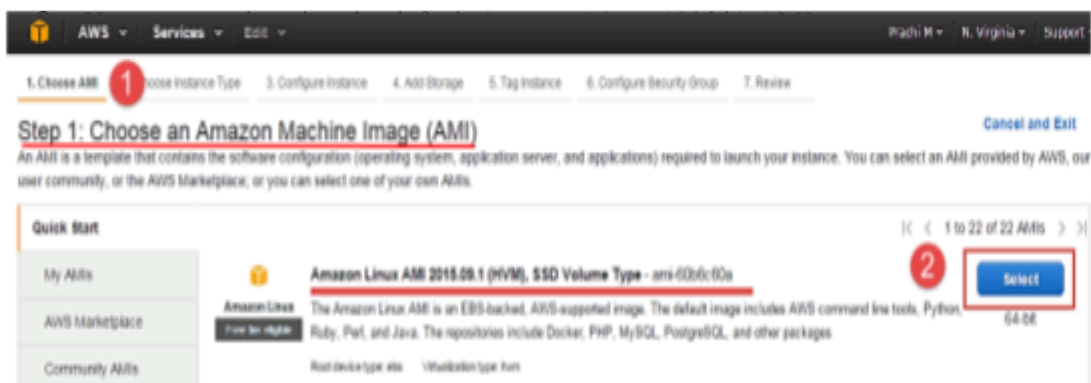 AWS Services Edit Prachi M N. Virginia Support
1. Choose AMI 1 hoose Instance Type 3. Configure Instance 4. Add Storage 5. Tag Instance 6. Configure Security Group 7. Review
Step 1: Choose an Amazon Machine Image (AMI) Cancel and Exit
An AMI is a template that contains the software configuration (operating system, application server, and applications) required to launch your instance. You can select an AMI provided by AWS, our
user community, or the AWS Marketplace; or you can select one of your own AMIs.
Quick Start 1 to 22 of 22 AMIs
My AMIs
AWS Marketplace
Community AMIs
Amazon Linux
Free tier eligible
Amazon Linux AMI 2015.09.1 (HVM), SSD Volume Type - ami-60b6c60a
The Amazon Linux AMI is an EBS-backed, AWS-supported image. The default image includes AWS command line tools, Python,
Ruby, Perl, and Java. The repositories include Docker, PHP, MySQL, PostgreSQL, and other packages
Root device type: ebs Virtualization type: hvm
2 Select
64-bit